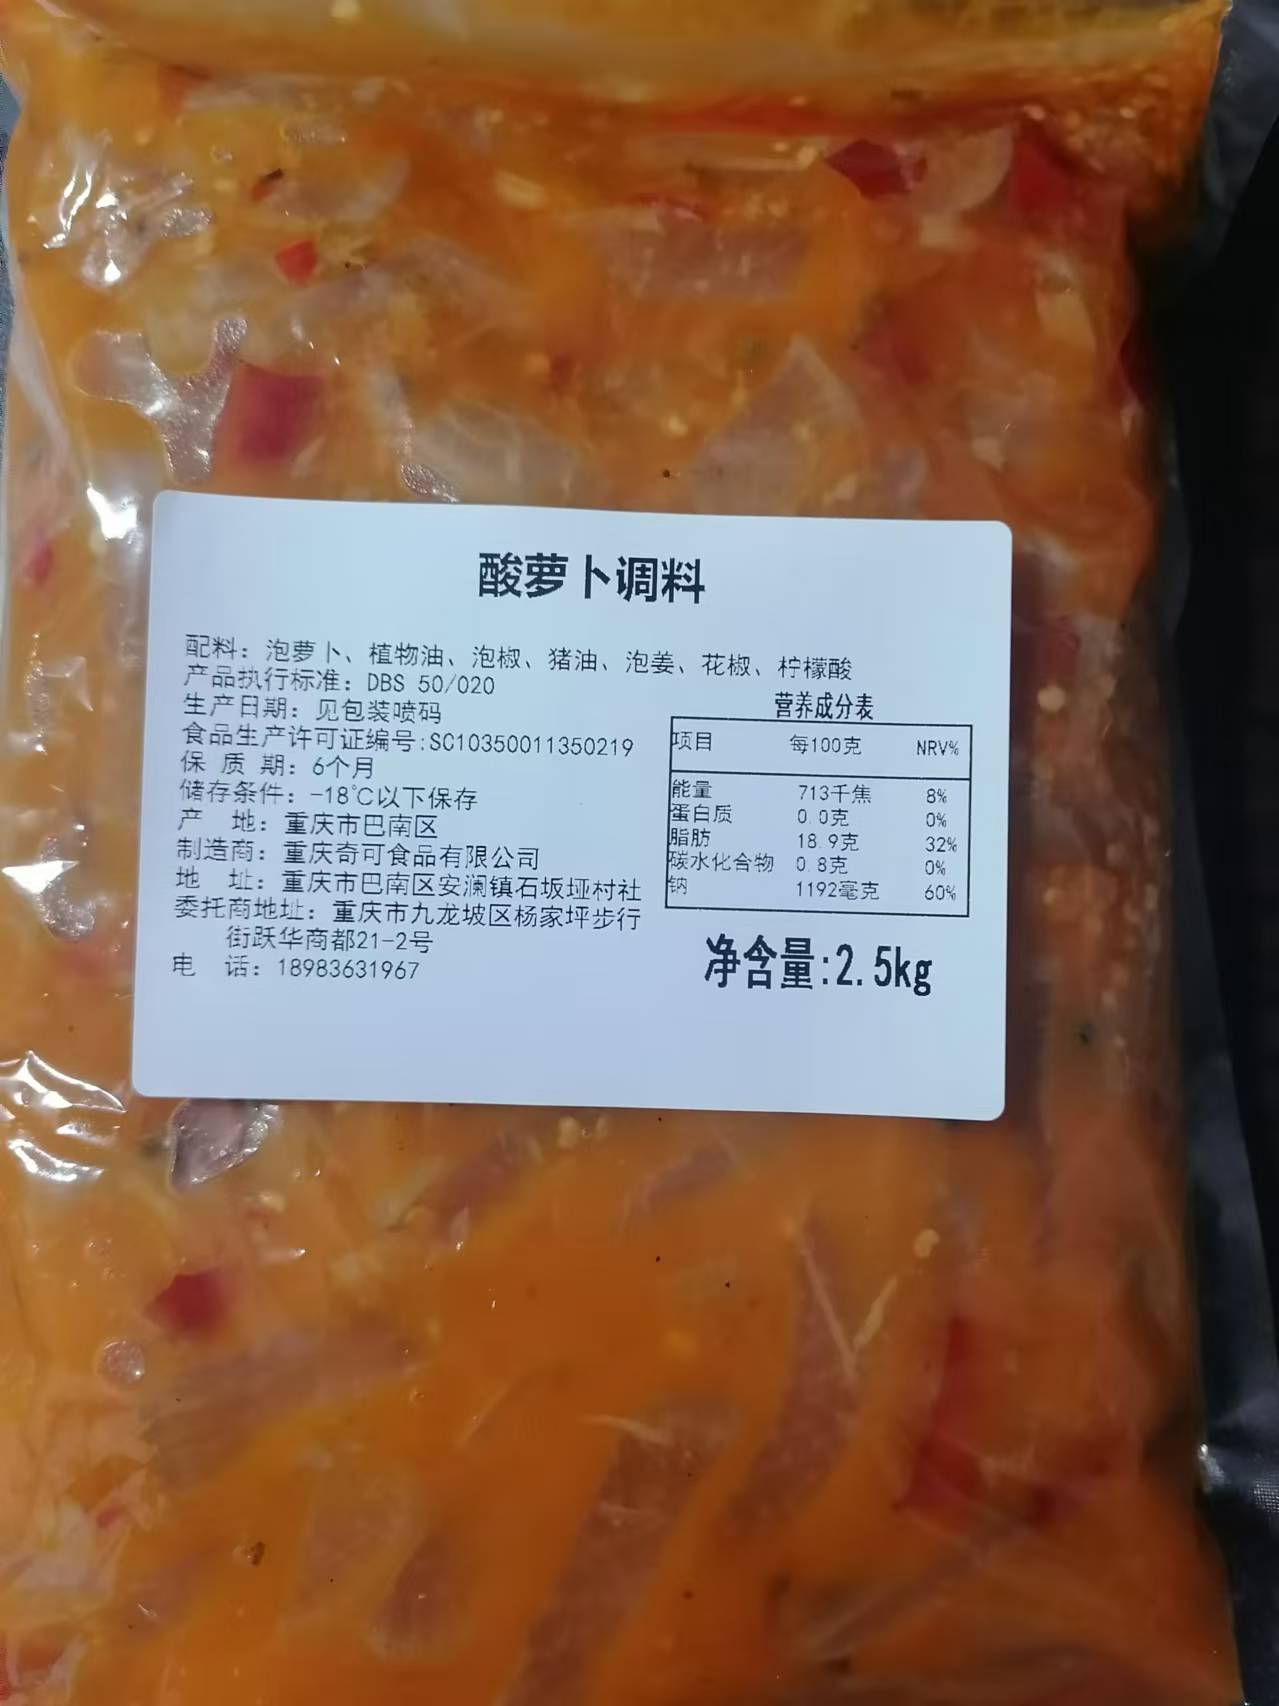 酸萝卜调料
配料：泡萝卜、植物油、泡椒、猪油、泡姜、花椒、柠檬酸
产品执行标准：DBS 50/020
生产日期：见包装喷码
食品生产许可证编号:SC10350011350219
保 质 期：6个月
储存条件：-18℃以下保存
产 地：重庆市巴南区
制造商：重庆奇可食品有限公司
地 址：重庆市巴南区安澜镇石坂垭村社
委托商地址：重庆市九龙坡区杨家坪步行
街跃华商都21-2号
电 话：18983631967
营养成分表
项目 每100克 NRV%
能量 713千焦 8%
蛋白质 0.0克 0%
脂肪 18.9克 32%
碳水化合物 0.8克 0%
钠 1192毫克 60%
净含量:2.5kg